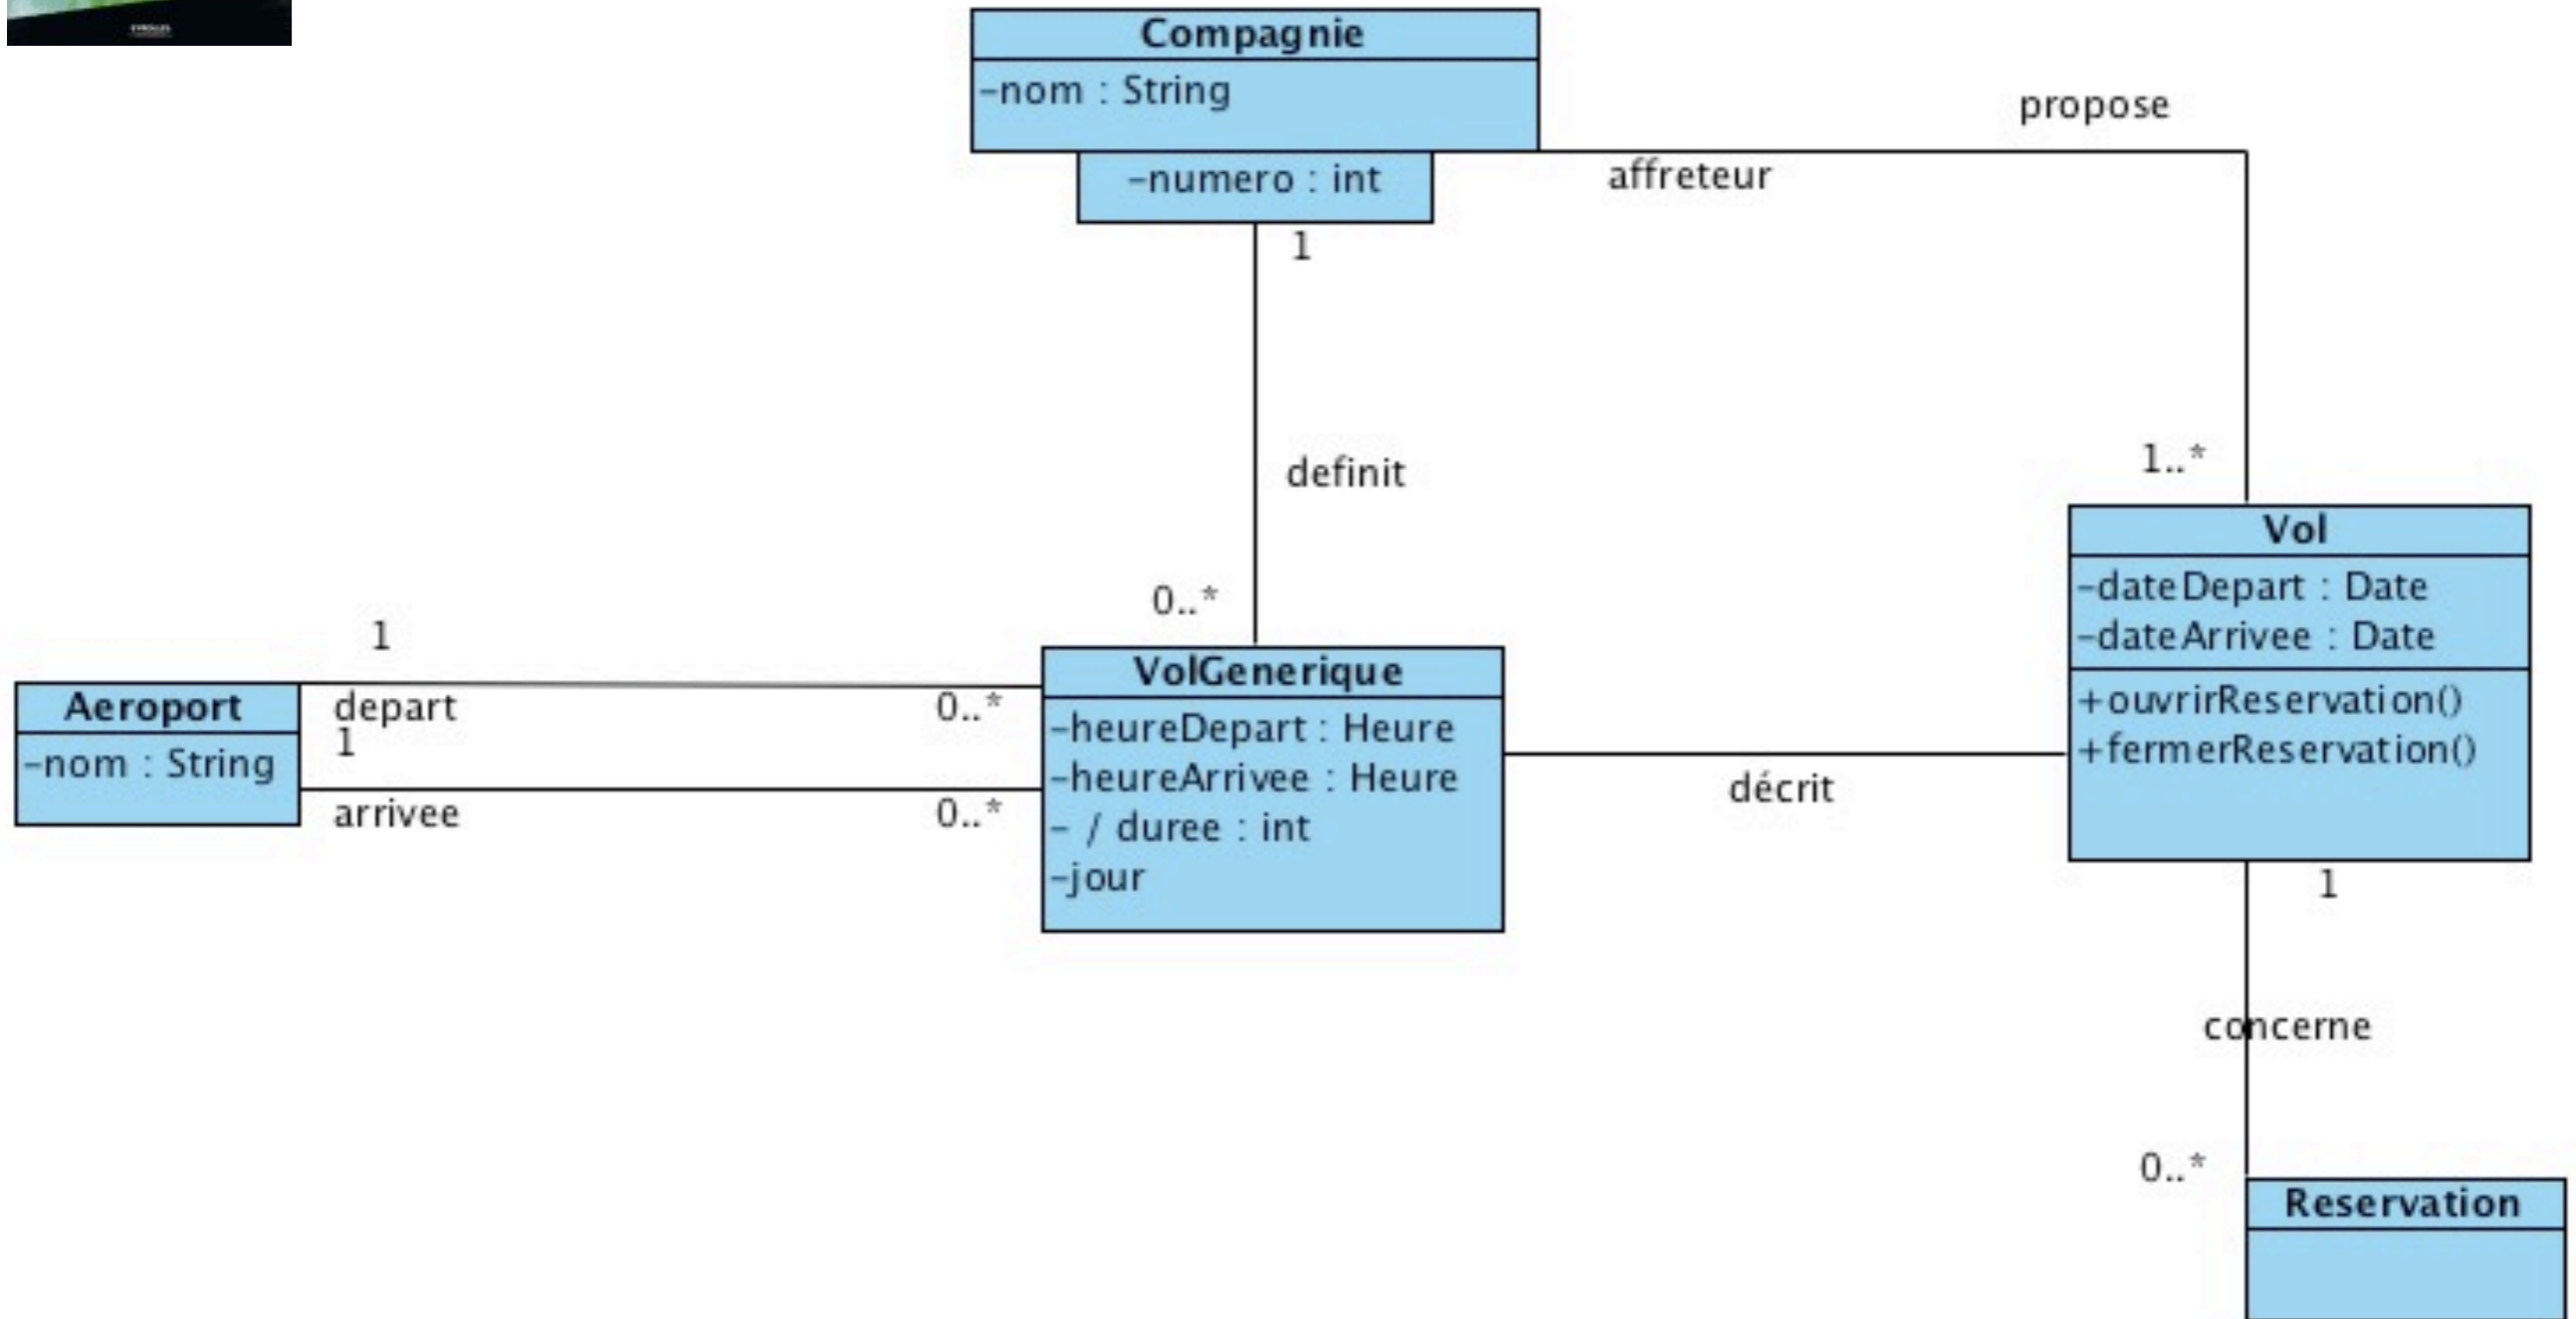 Compagnie
-nom : String
-numero : int
propose
affreteur
1
definit
0..*
1..*
Vol
-dateDepart : Date
-dateArrivee : Date
+ouvrirReservation()
+fermerReservation()
1
depart
1
arrivee
0..*
0..*
Aeroport
-nom : String
VolGenerique
-heureDepart : Heure
-heureArrivee : Heure
- / duree : int
-jour
décrit
1
concerne
0..*
Reservation